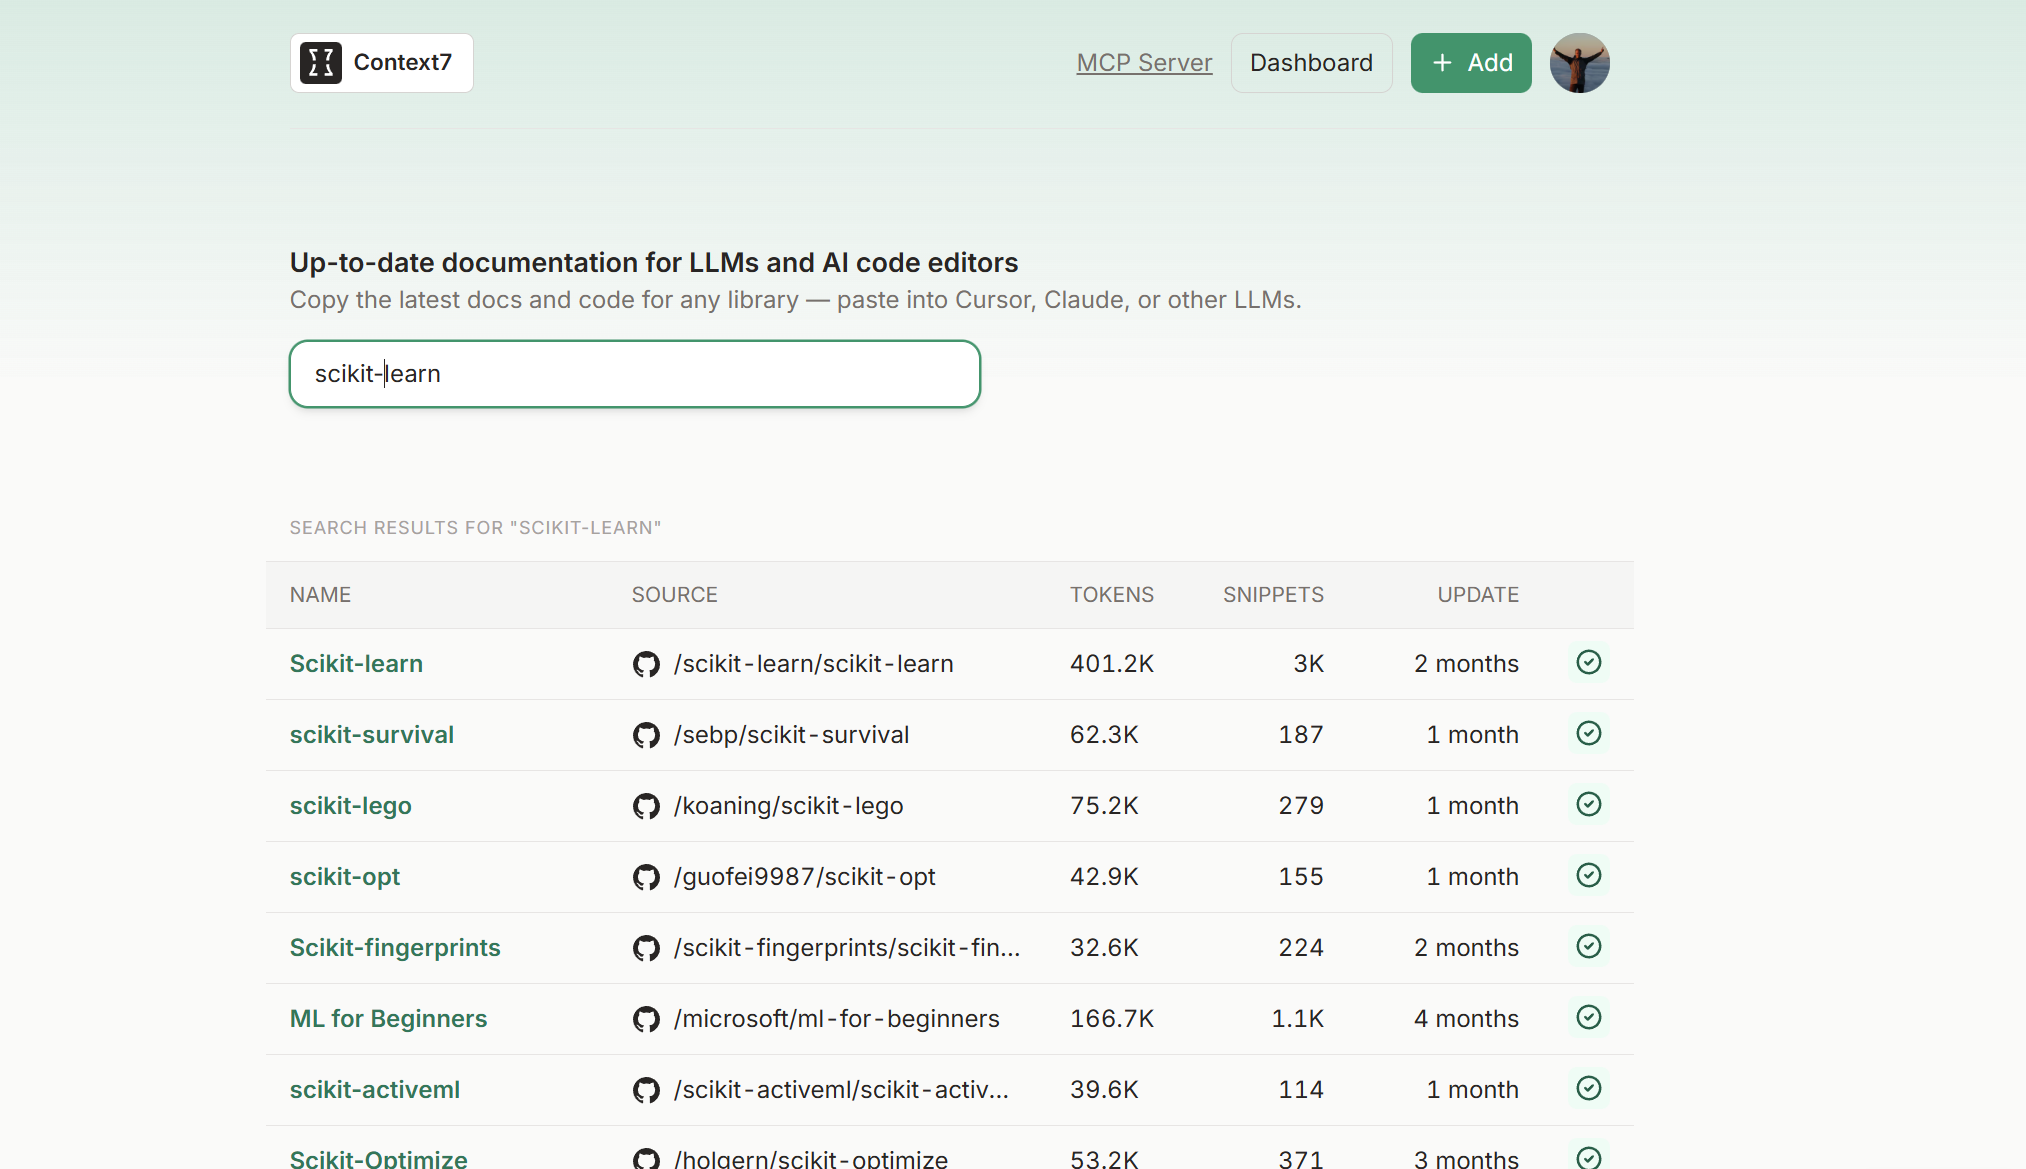 Context7
MCP Server
Dashboard
+ Add
Up-to-date documentation for LLMs and AI code editors
Copy the latest docs and code for any library — paste into Cursor, Claude, or other LLMs.
scikit-learn
SEARCH RESULTS FOR "SCIKIT-LEARN"
NAME SOURCE TOKENS SNIPPETS UPDATE
Scikit-learn /scikit-learn/scikit-learn 401.2K 3K 2 months
scikit-survival /sebp/scikit-survival 62.3K 187 1 month
scikit-lego /koaning/scikit-lego 75.2K 279 1 month
scikit-opt /guofei9987/scikit-opt 42.9K 155 1 month
Scikit-fingerprints /scikit-fingerprints/scikit-fin... 32.6K 224 2 months
ML for Beginners /microsoft/ml-for-beginners 166.7K 1.1K 4 months
scikit-activeml /scikit-activeml/scikit-activ... 39.6K 114 1 month
Scikit-Optimize /holgern/scikit-optimize 53.2K 371 3 months